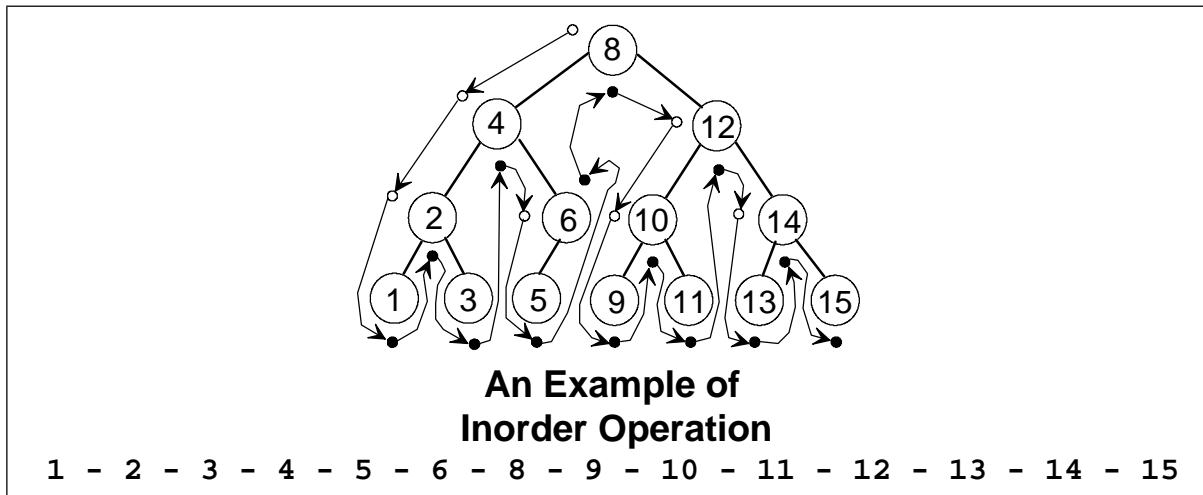 8
4 12
2 6 10 14
1 3 5 9 11 13 15
An Example of
Inorder Operation
1 - 2 - 3 - 4 - 5 - 6 - 8 - 9 - 10 - 11 - 12 - 13 - 14 - 15